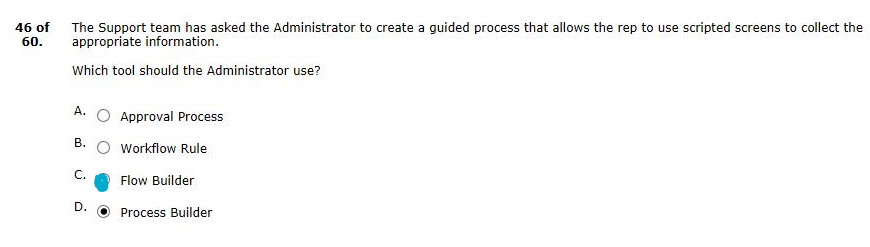 46 of The Support team has asked the Administrator to create a guided process that allows the rep to use scripted screens to collect the
60. appropriate information.
Which tool should the Administrator use?
A. Approval Process
B. Workflow Rule
C. Flow Builder
D. Process Builder